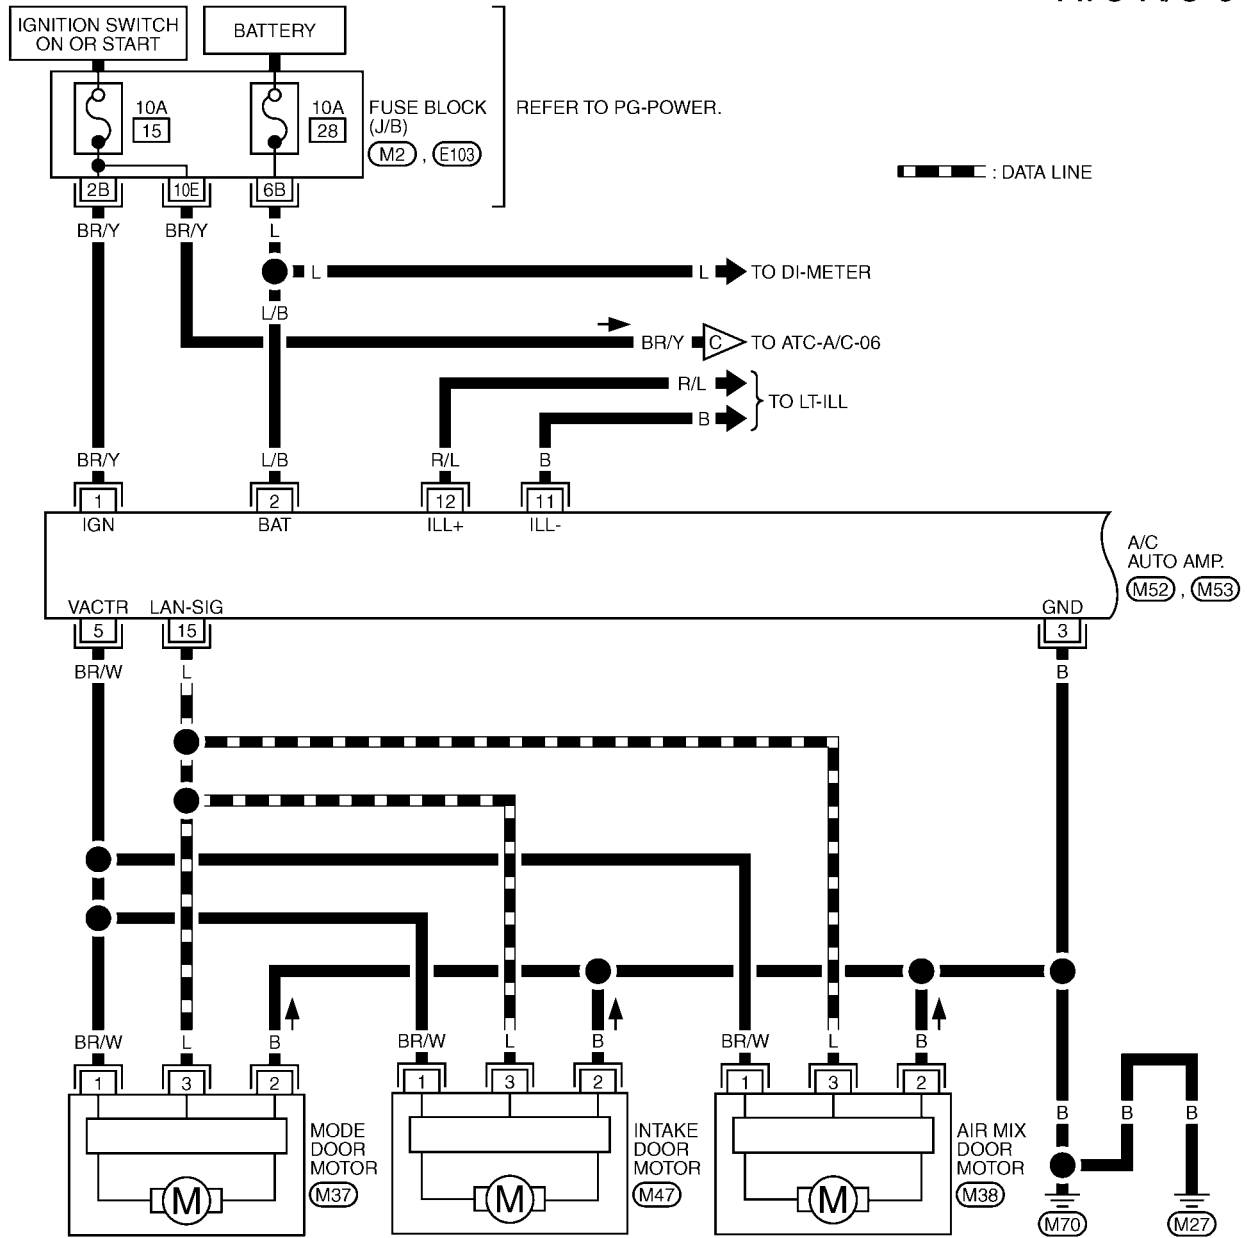 IGNITION SWITCH
ON OR START
BATTERY
10A
15
10A
28
FUSE BLOCK
(J/B)
M2 , E103
REFER TO PG-POWER.
: DATA LINE
2B 10E 6B
BR/Y BR/Y L
L L TO DI-METER
L/B
BR/Y C TO ATC-A/C-06
R/L
B
TO LT-ILL
BR/Y L/B R/L B
1 2 12 11
IGN BAT ILL+ ILL-
A/C
AUTO AMP.
M52 , M53
VACTR LAN-SIG GND
5 15 3
BR/W L B
BR/W L B BR/W L B BR/W L B
1 3 2 1 3 2 1 3 2
B B B
MODE
DOOR
MOTOR
M37
M
INTAKE
DOOR
MOTOR
M47
M
AIR MIX
DOOR
MOTOR
M38
M
M70 M27